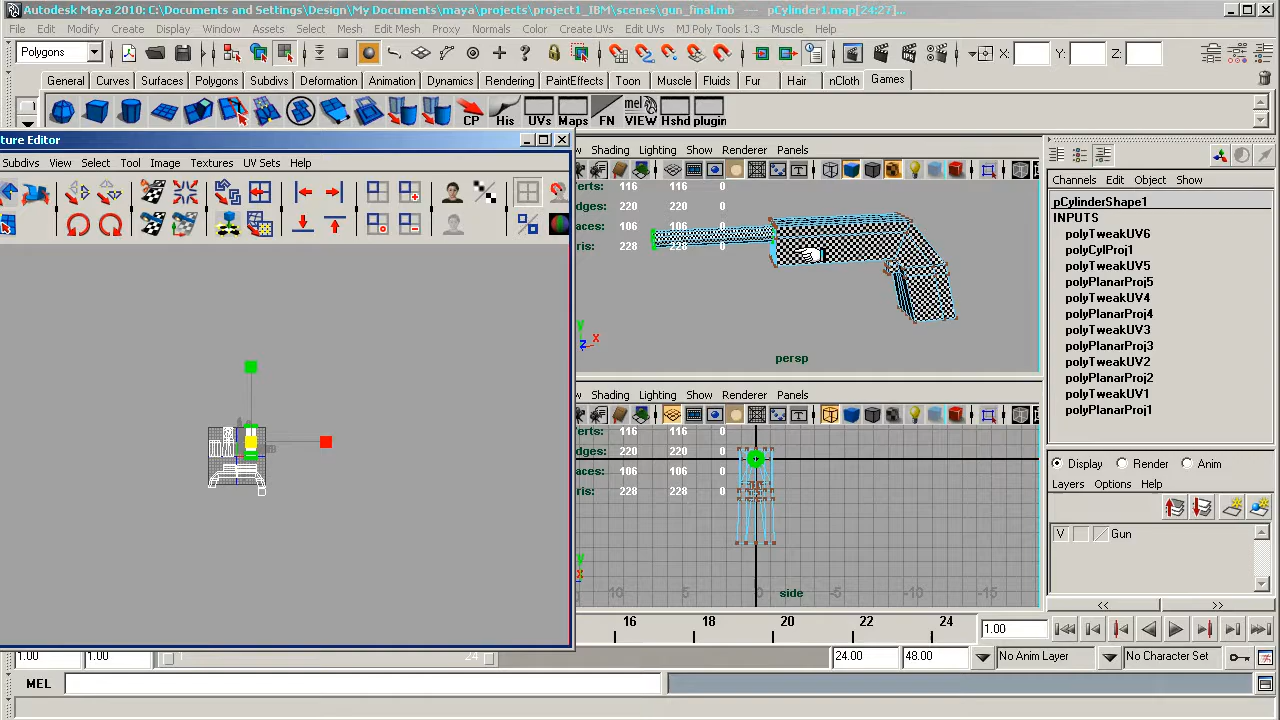 Autodesk Maya 2010: C:\Documents and Settings\Design\My Documents\maya\projects\project1_IBM\scenes\gun_final.mb --- pCylinder1.map[24:27]...
File Edit Modify Create Display Window Assets Select Mesh Edit Mesh Proxy Normals Color Create UVs Edit UVs MJ Poly Tools 1.3 Muscle Help
Polygons X: Y: Z:
General Curves Surfaces Polygons Subdivs Deformation Animation Dynamics Rendering PaintEffects Toon Muscle Fluids Fur Hair nCloth Games
mel
CP His UVs Maps FN VIEW Hshd plugin
ture Editor
Subdivs View Select Tool Image Textures UV Sets Help
Shading Lighting Show Renderer Panels
erts: 116 116 0
dges: 220 220 0
aces: 106 106 0
ris: 228 228 0
y
x
z
persp
Shading Lighting Show Renderer Panels
erts: 116 116 0
dges: 220 220 0
aces: 106 106 0
ris: 228 228 0
10 5 0 -5 -10 -15
side
Channels Edit Object Show
pCylinderShape1
INPUTS
polyTweakUV6
polyCylProj1
polyTweakUV5
polyPlanarProj5
polyTweakUV4
polyPlanarProj4
polyTweakUV3
polyPlanarProj3
polyTweakUV2
polyPlanarProj2
polyTweakUV1
polyPlanarProj1
Display Render Anim
Layers Options Help
V Gun
<< >>
16 18 20 22 24 1.00
1.00 1.00 24 24.00 48.00 No Anim Layer No Character Set
MEL